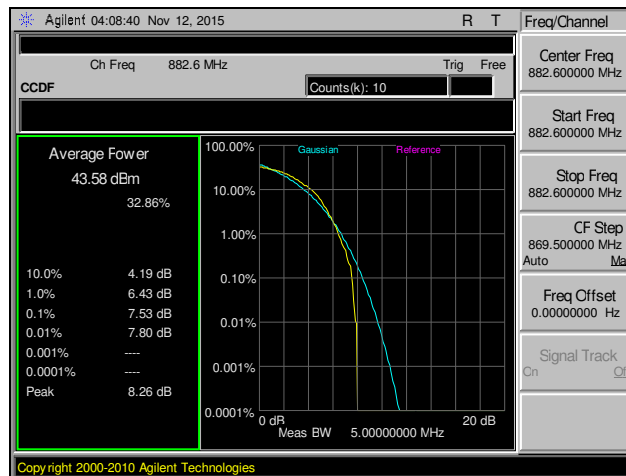 Agilent 04:08:40 Nov 12, 2015 R T
Freq/Channel
Ch Freq 882.6 MHz Trig Free
CCDF
Counts(k): 10
Average Fower
43.58 dBm
32.86%
10.0% 4.19 dB
1.0% 6.43 dB
0.1% 7.53 dB
0.01% 7.80 dB
0.001% ----
0.0001% ----
Peak 8.26 dB
Gaussian Reference
100.00%
10.00%
1.00%
0.10%
0.01%
0.001%
0.0001%
0 dR 20 dB
Meas BW 5.00000000 MHz
Center Freq
882.600000 MHz
Start Freq
882.600000 MHz
Stop Freq
882.600000 MHz
CF Step
869.500000 MHz
Auto Ma
Freq Offset
0.00000000 Hz
Signal Track
Cn Of
Copyright 2000-2010 Agilent Technologies